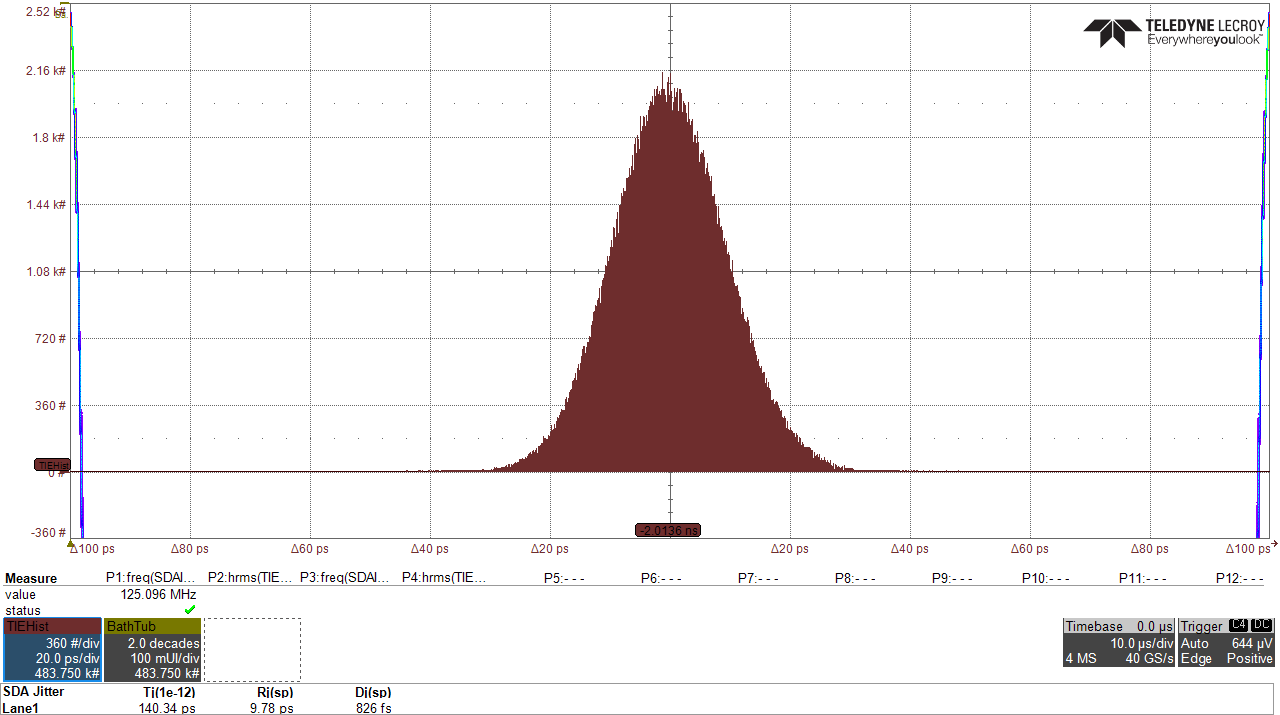 2.52 k#
TELEDYNE LECROY
Everywhereyoulook™
2.16 k#
1.8 k#
1.44 k#
1.08 k#
720 #
360 #
TIEHist
0 #
-360 #
-2.0136 ns
Δ100 ps Δ80 ps Δ60 ps Δ40 ps Δ20 ps Δ20 ps Δ40 ps Δ60 ps Δ80 ps Δ100 ps
Measure P1:freq(SDAI... P2:hrms(TIE... P3:freq(SDAI... P4:hrms(TIE... P5:- - - P6:- - - P7:- - - P8:- - - P9:- - - P10:- - - P11:- - - P12:- - -
value 125.096 MHz
status
TIEHist BathTub Timebase 0.0 µs Trigger C4 DC
360 #/div 2.0 decades 10.0 µs/div Auto 644 µV
20.0 ps/div 100 mUI/div 4 MS 40 GS/s Edge Positive
483.750 k# 483.750 k#
SDA Jitter Tj(1e-12) Rj(sp) Dj(sp)
Lane1 140.34 ps 9.78 ps 826 fs